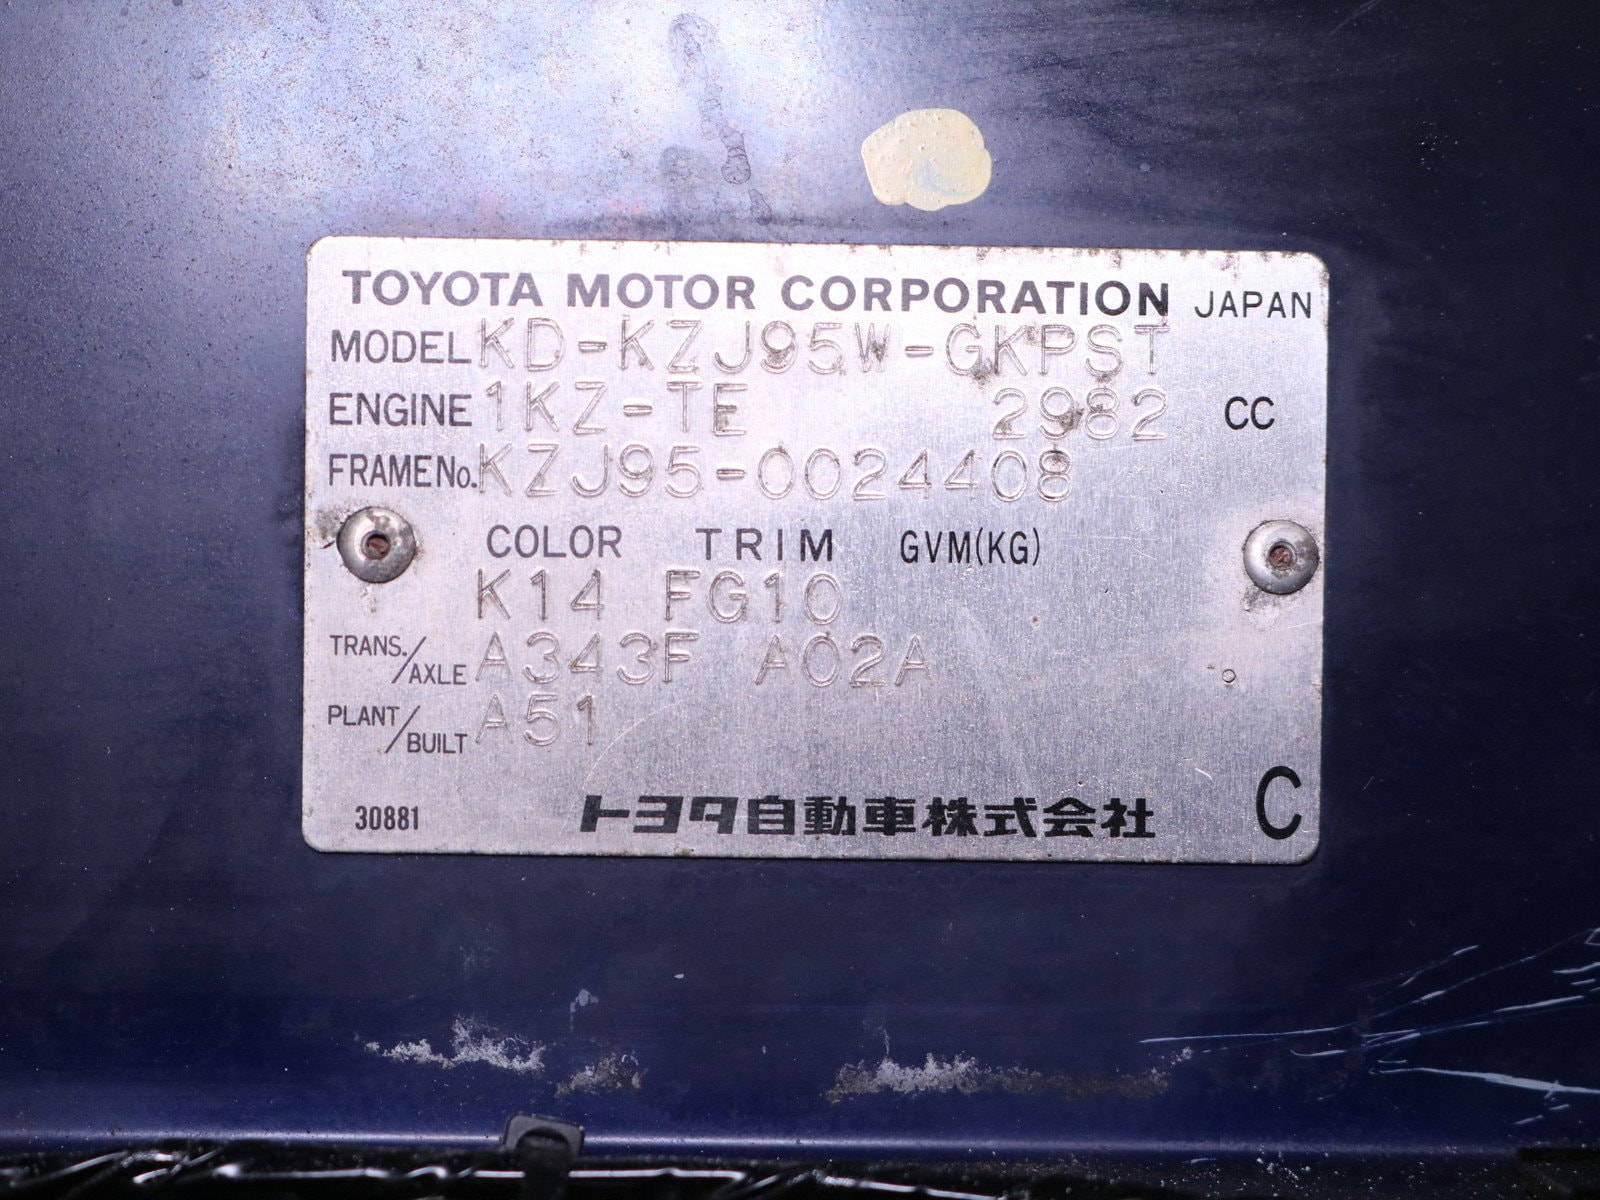 TOYOTA MOTOR CORPORATION JAPAN
MODEL KD-KZJ95W-GKPST
ENGINE 1KZ-TE 2982 CC
FRAME No. KZJ95-0024408
COLOR TRIM GVM(KG)
K14 FG10
TRANS./AXLE A343F A02A
PLANT/BUILT A51
30881 トヨタ自動車株式会社 C